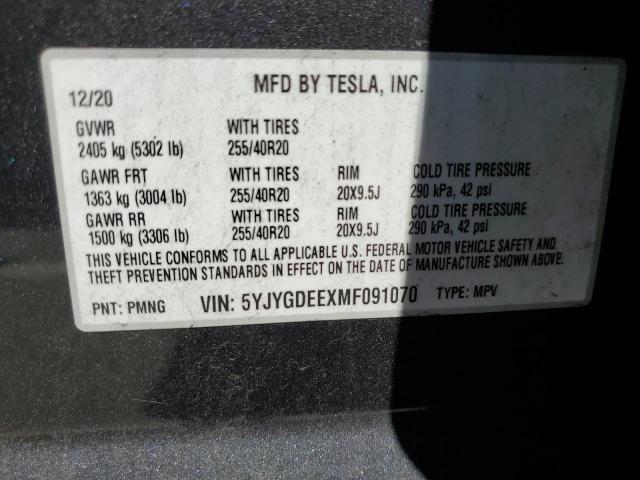 MFD BY TESLA, INC.
12/20
GVWR WITH TIRES
2405 kg (5302 lb) 255/40R20
GAWR FRT WITH TIRES RIM COLD TIRE PRESSURE
1363 kg (3004 lb) 255/40R20 20X9.5J 290 kPa, 42 psi
GAWR RR WITH TIRES RIM COLD TIRE PRESSURE
1500 kg (3306 lb) 255/40R20 20X9.5J 290 kPa, 42 psi
THIS VEHICLE CONFORMS TO ALL APPLICABLE U.S. FEDERAL MOTOR VEHICLE SAFETY AND
THEFT PREVENTION STANDARDS IN EFFECT ON THE DATE OF MANUFACTURE SHOWN ABOVE.
PNT: PMNG VIN: 5YJYGDEEXMF091070 TYPE: MPV